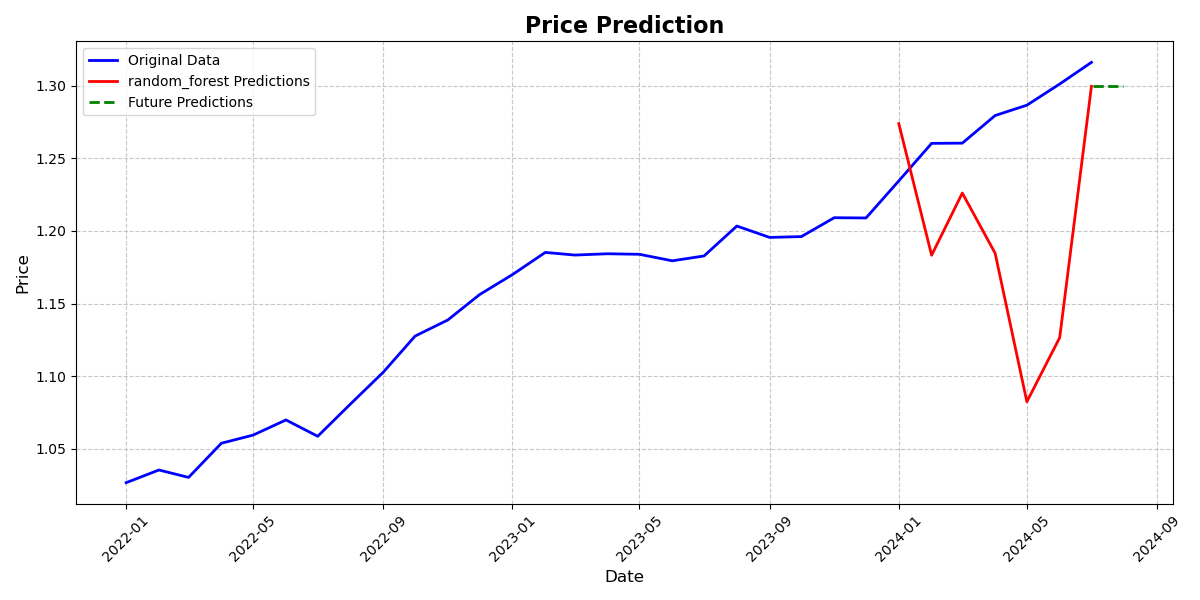 Price Prediction
Original Data
random_forest Predictions
Future Predictions
Price
1.30
1.25
1.20
1.15
1.10
1.05
2022-01
2022-05
2022-09
2023-01
2023-05
2023-09
2024-01
2024-05
2024-09
Date